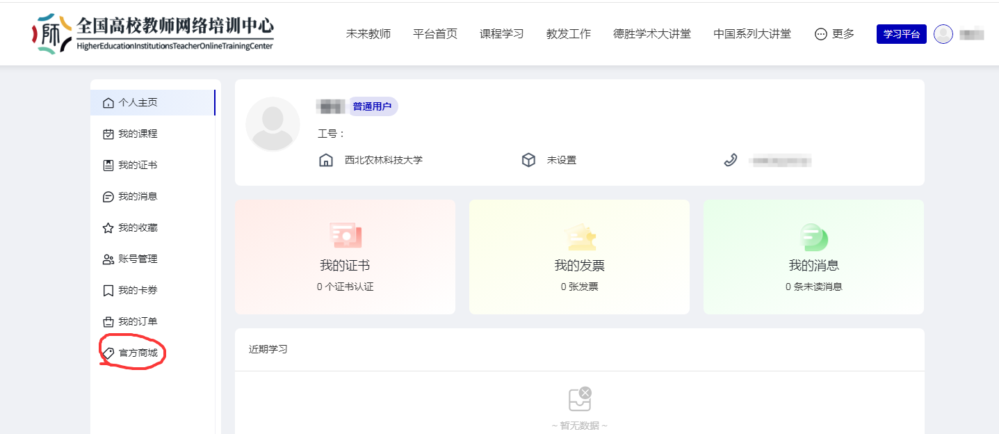 师 全国高校教师网络培训中心
HigherEducationInstitutionsTeacherOnlineTrainingCenter
未来教师 平台首页 课程学习 教发工作 德胜学术大讲堂 中国系列大讲堂 更多 学习平台
个人主页
我的课程
我的证书
我的消息
我的收藏
账号管理
我的卡券
我的订单
官方商城
普通用户
工号：
西北农林科技大学 未设置
我的证书
0 个证书认证
我的发票
0 张发票
我的消息
0 条未读消息
近期学习
~ 暂无数据 ~